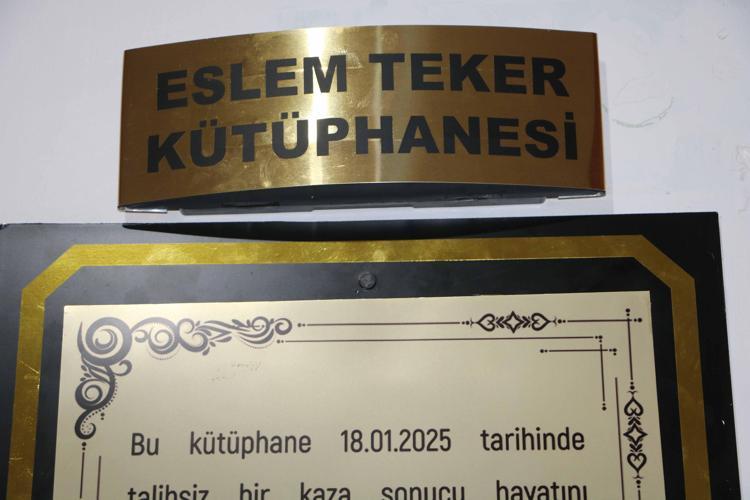 ESLEM TEKER
KÜTÜPHANESİ
Bu kütüphane 18.01.2025 tarihinde
talihsiz bir kaza sonucu hayatını